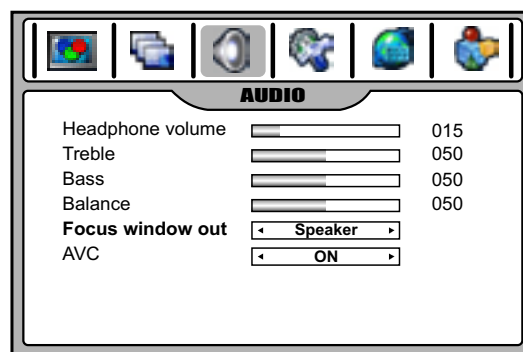 AUDIO
Headphone volume 015
Treble 050
Bass 050
Balance 050
Focus window out Speaker
AVC ON